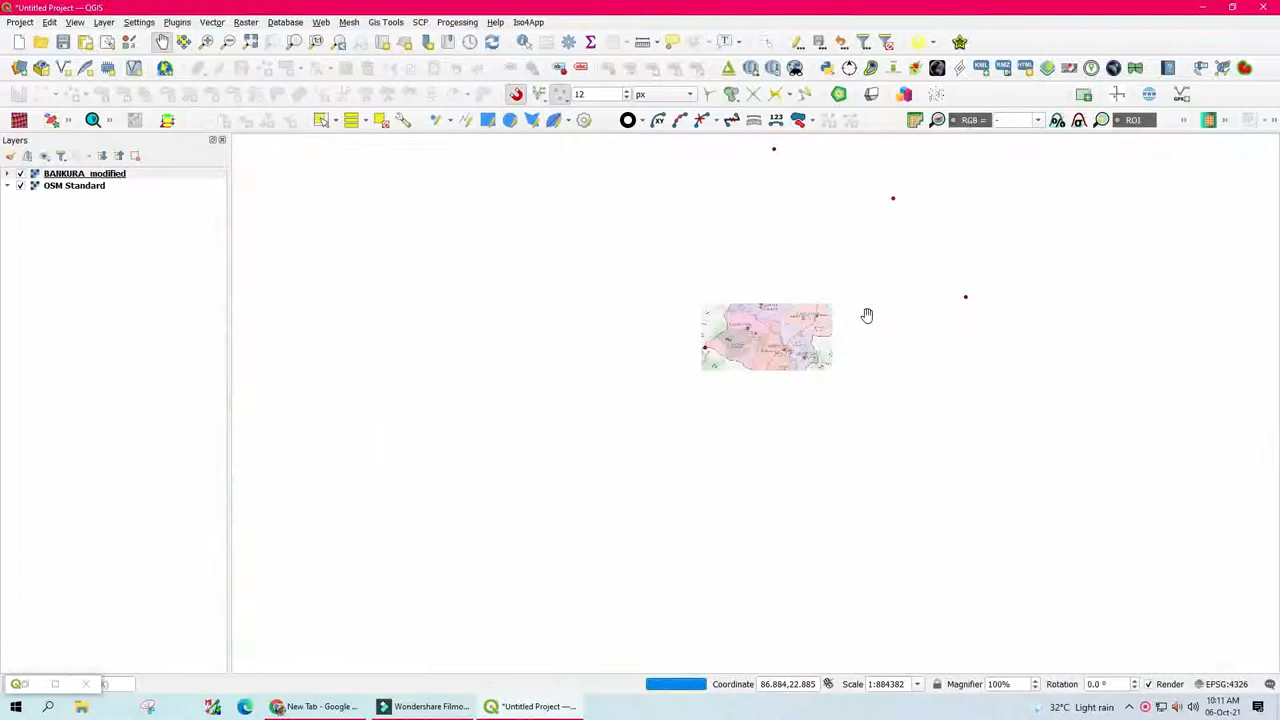 *Untitled Project — QGIS
Project Edit View Layer Settings Plugins Vector Raster Database Web Mesh Gis Tools SCP Processing Help Iso4App
12 px
123 RGB = - ROI
Layers
BANKURA_modified
OSM Standard
Coordinate 86.884,22.885 Scale 1:884382 Magnifier 100% Rotation 0.0 ° Render EPSG:4326
New Tab - Google ... Wondershare Filmo... *Untitled Project —... 32°C Light rain 10:11 AM
06-Oct-21